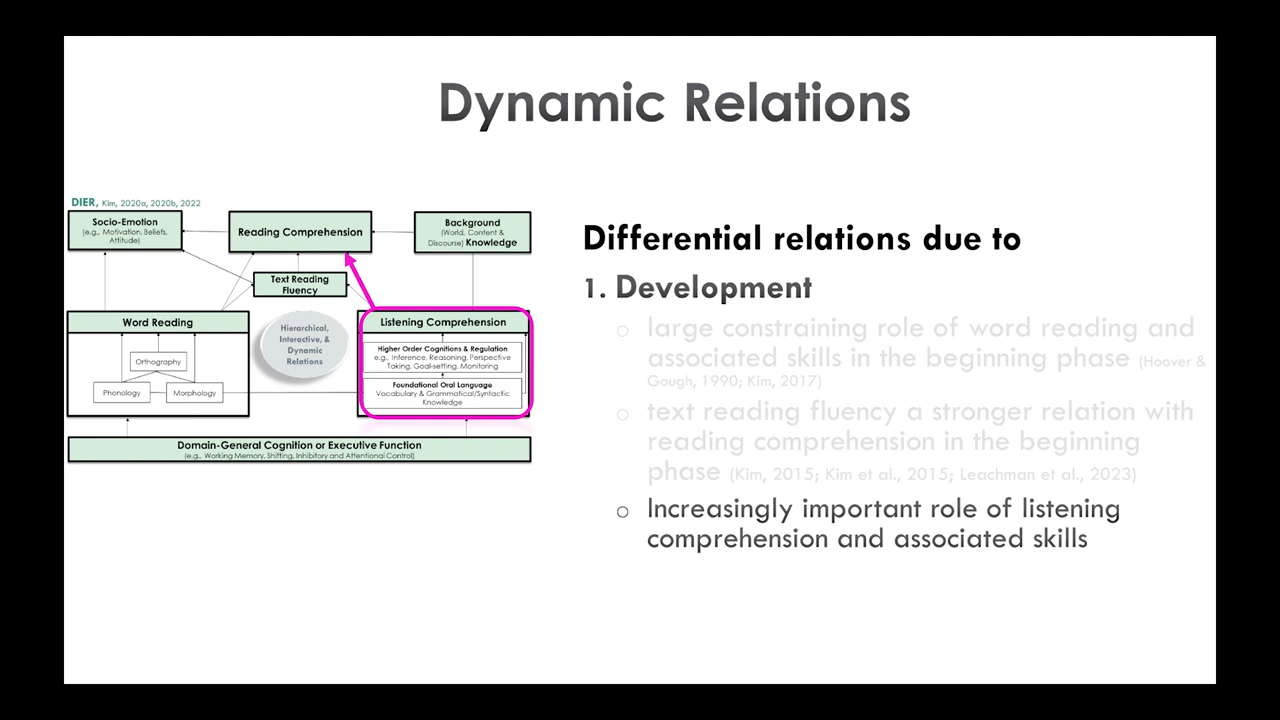 Dynamic Relations
DIER, Kim, 2020a, 2020b, 2022
Socio-Emotion
(e.g., Motivation, Beliefs,
Attitude)
Reading Comprehension
Background
(World, Content &
Discourse) Knowledge
Text Reading
Fluency
Word Reading
Orthography
Phonology
Morphology
Hierarchical,
Interactive, &
Dynamic
Relations
Listening Comprehension
Higher Order Cognitions & Regulation
e.g., Inference, Reasoning, Perspective
Taking, Goal-setting, Monitoring
Foundational Oral Language
Vocabulary & Grammatical/Syntactic
Knowledge
Domain-General Cognition or Executive Function
(e.g., Working Memory, Shifting, Inhibitory and Attentional Control)
Differential relations due to
1. Development
o large constraining role of word reading and
associated skills in the beginning phase (Hoover &
Gough, 1990; Kim, 2017)
o text reading fluency a stronger relation with
reading comprehension in the beginning
phase (Kim, 2015; Kim et al., 2015; Leachman et al., 2023)
o Increasingly important role of listening
comprehension and associated skills